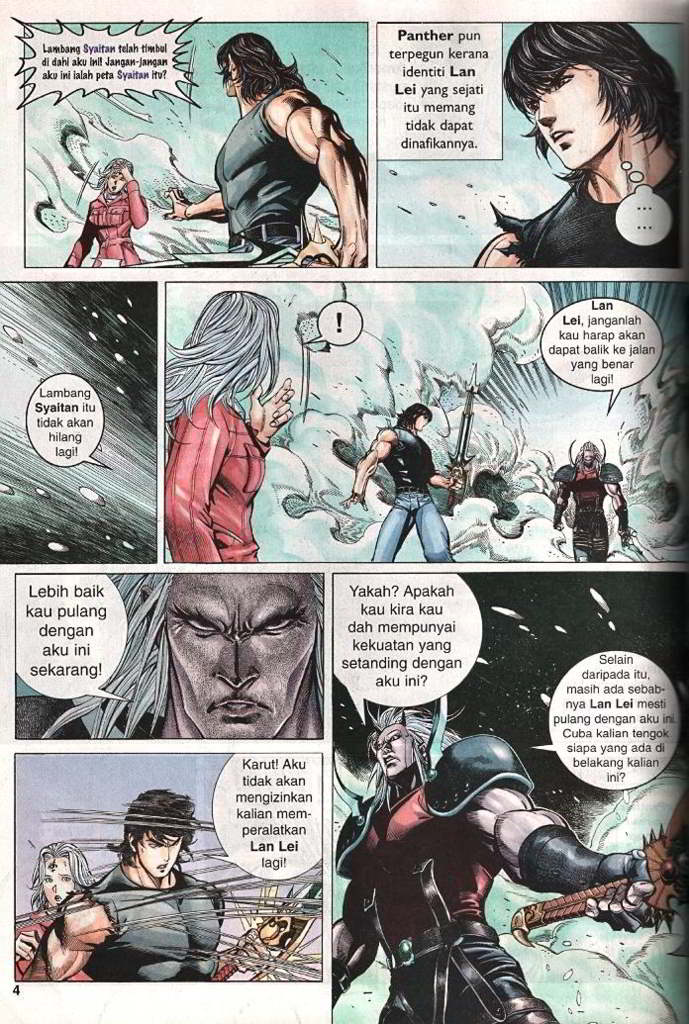 Lambang Syaitan telah timbul
di dahi aku ini! Jangan-jangan
aku ini ialah peta Syaitan itu?
Panther pun
terpegun kerana
identiti Lan
Lei yang sejati
itu memang
tidak dapat
dinafikannya.
...
...
Lambang
Syaitan itu
tidak akan
hilang
lagi!
!
Lan
Lei, janganlah
kau harap akan
dapat balik ke jalan
yang benar
lagi!
Lebih baik
kau pulang
dengan
aku ini
sekarang!
Yakah? Apakah
kau kira kau
dah mempunyai
kekuatan yang
setanding dengan
aku ini?
Selain
daripada itu,
masih ada sebab-
nya Lan Lei mesti
pulang dengan aku ini.
Cuba kalian tengok
siapa yang ada di
belakang kalian
ini?
Karut! Aku
tidak akan
mengizinkan
kalian mem-
peralatkan
Lan Lei
lagi!
4